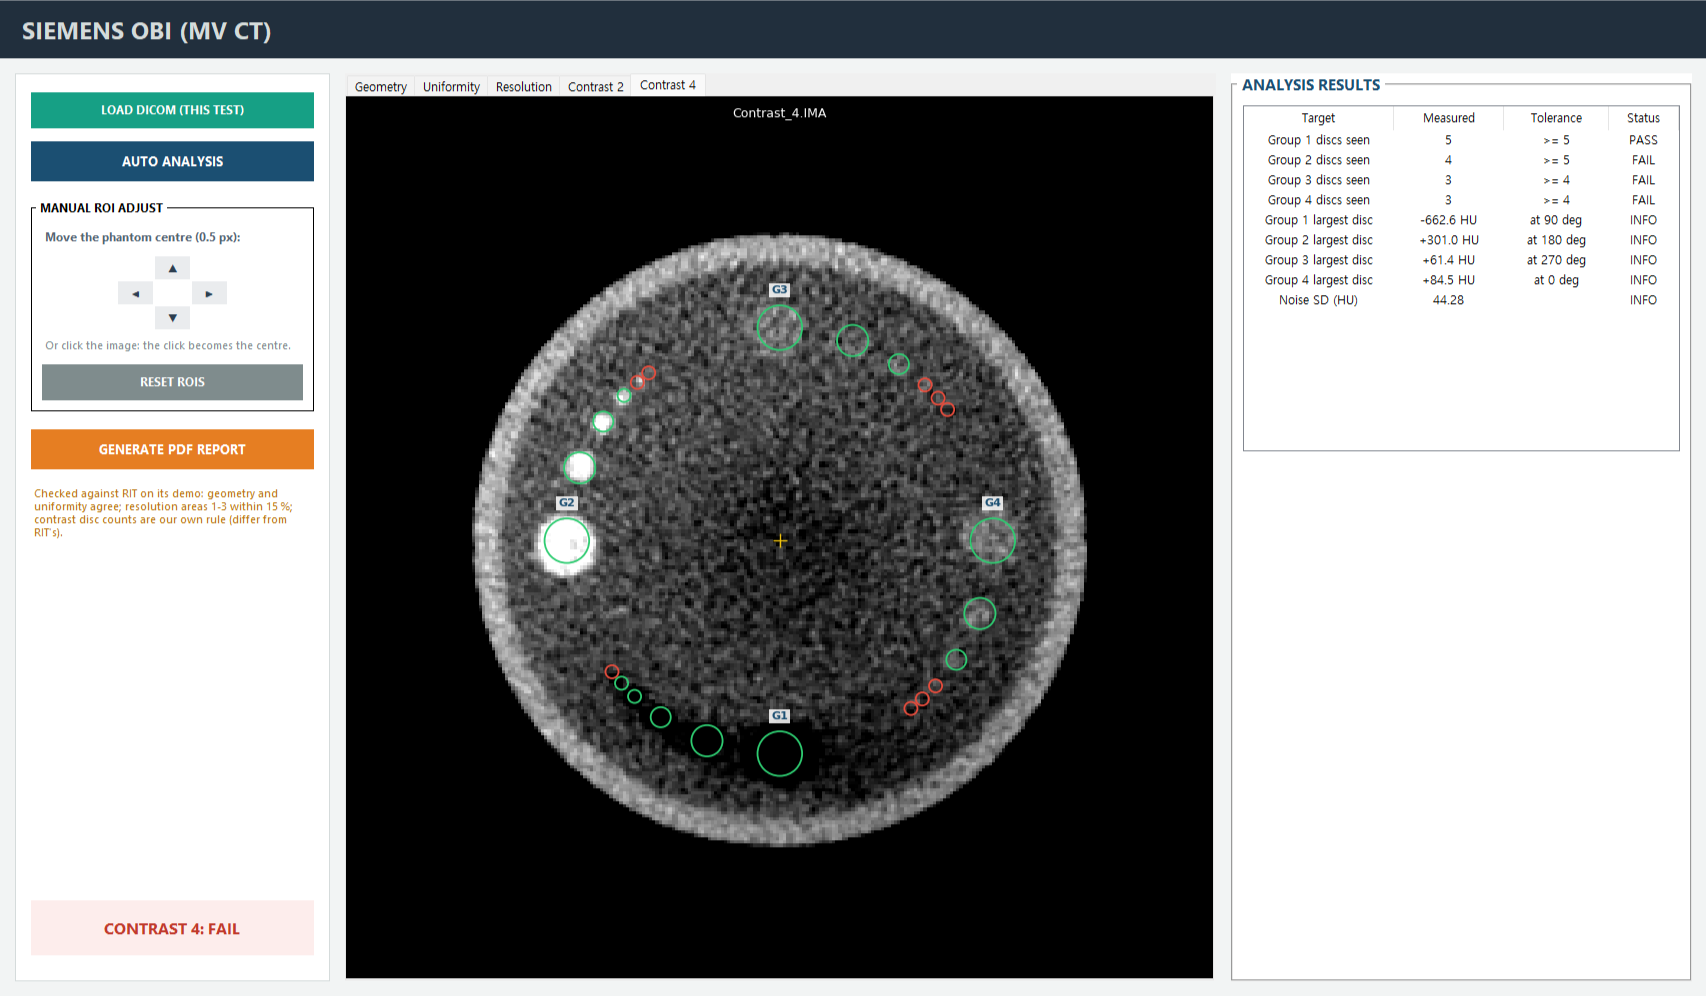 SIEMENS OBI (MV CT)
LOAD DICOM (THIS TEST)
AUTO ANALYSIS
MANUAL ROI ADJUST
Move the phantom centre (0.5 px):
▲
◄ ►
▼
Or click the image: the click becomes the centre.
RESET ROIS
GENERATE PDF REPORT
Checked against RIT on its demo: geometry and
uniformity agree; resolution areas 1-3 within 15 %;
contrast disc counts are our own rule (differ from
RIT's).
CONTRAST 4: FAIL
Geometry Uniformity Resolution Contrast 2 Contrast 4
Contrast_4.IMA
G3
G2
G4
G1
ANALYSIS RESULTS
Target Measured Tolerance Status
Group 1 discs seen 5 >= 5 PASS
Group 2 discs seen 4 >= 5 FAIL
Group 3 discs seen 3 >= 4 FAIL
Group 4 discs seen 3 >= 4 FAIL
Group 1 largest disc -662.6 HU at 90 deg INFO
Group 2 largest disc +301.0 HU at 180 deg INFO
Group 3 largest disc +61.4 HU at 270 deg INFO
Group 4 largest disc +84.5 HU at 0 deg INFO
Noise SD (HU) 44.28 INFO